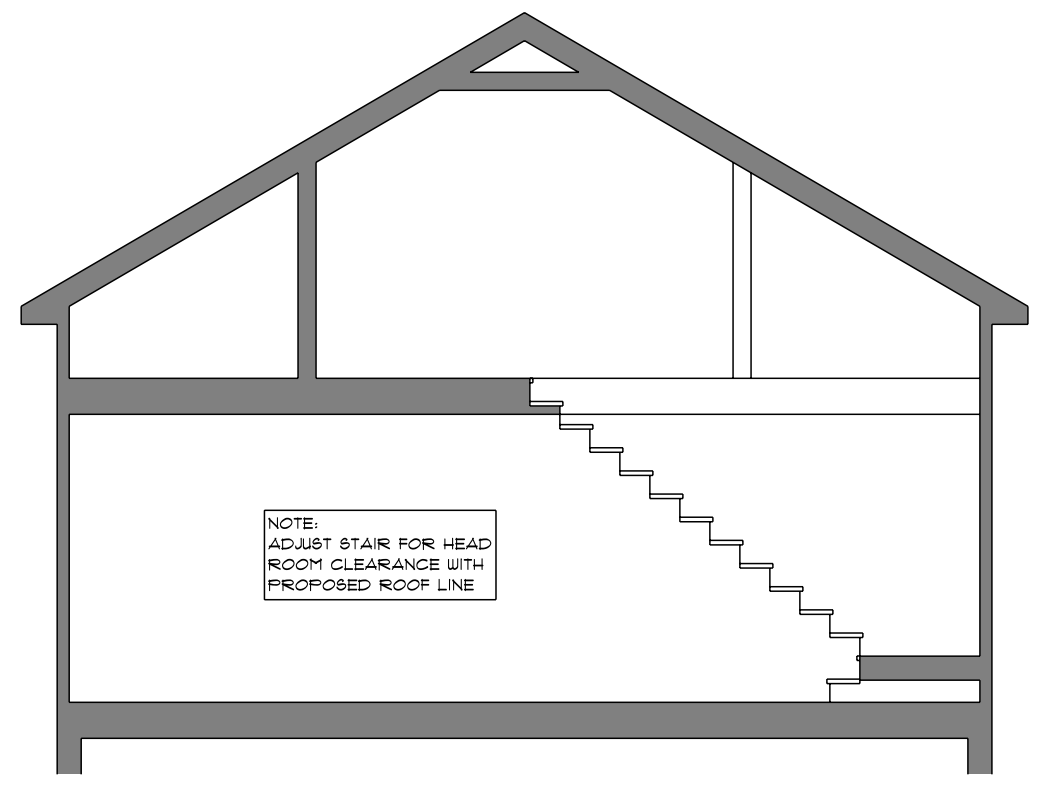 NOTE:
ADJUST STAIR FOR HEAD
ROOM CLEARANCE WITH
PROPOSED ROOF LINE